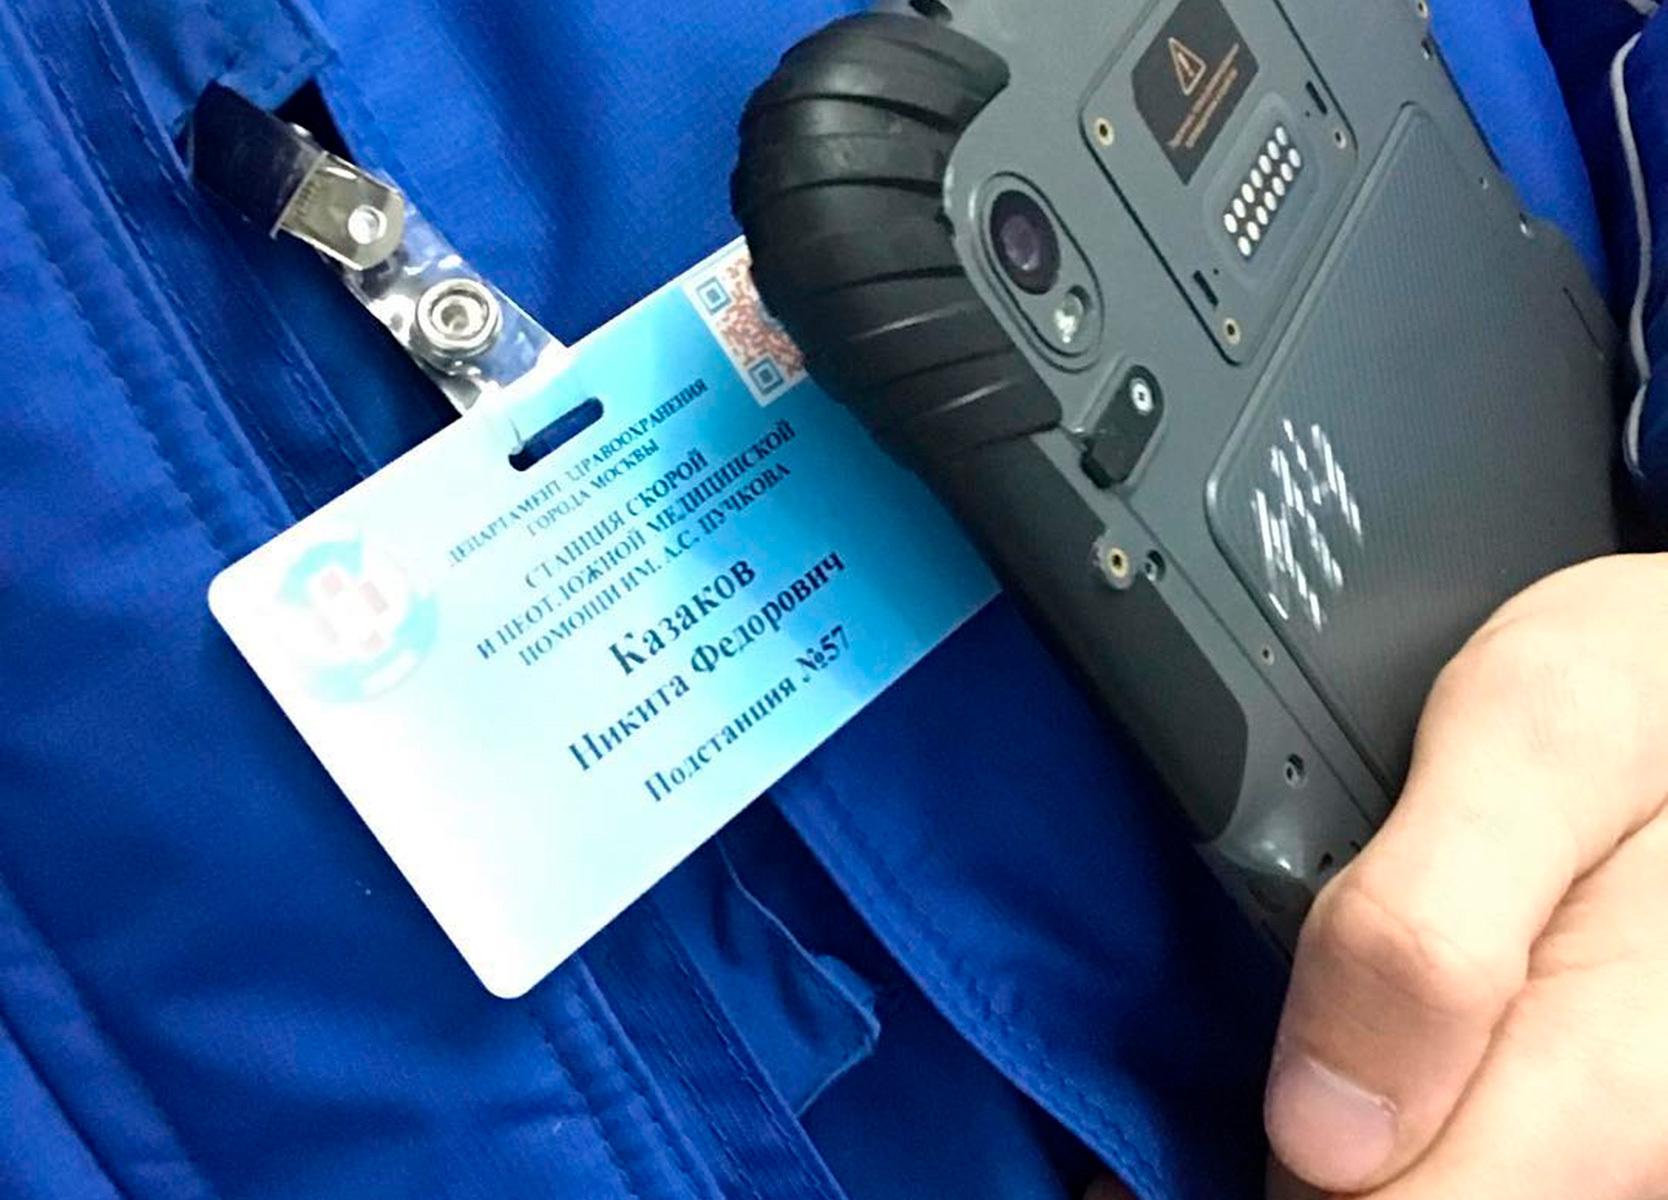 ДЕПАРТАМЕНТ ЗДРАВООХРАНЕНИЯ
ГОРОДА МОСКВЫ
СТАНЦИЯ СКОРОЙ
И НЕОТЛОЖНОЙ МЕДИЦИНСКОЙ
ПОМОЩИ ИМ. А.С. ПУЧКОВА
Казаков
Никита Федорович
Подстанция №57